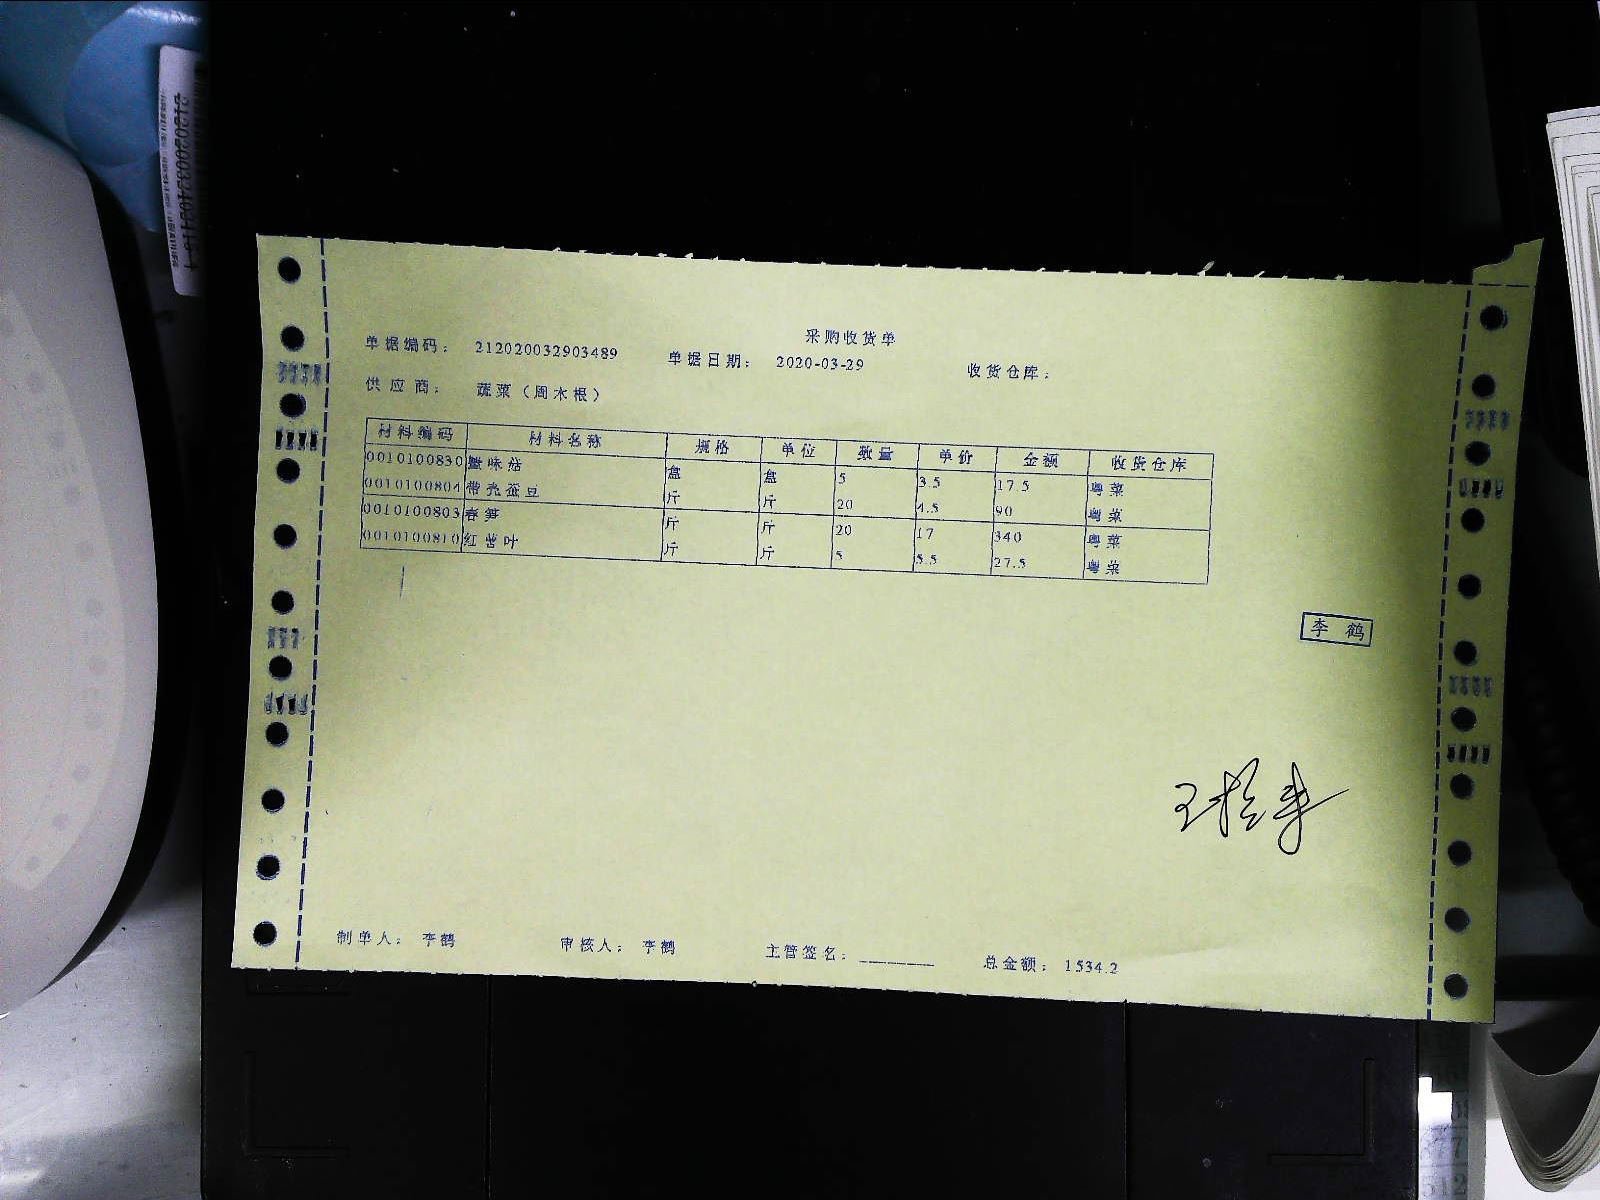 采购收货单
单据编码： 212020032903489 单据日期： 2020-03-29 收货仓库：
供应商： 蔬菜（周木根）
材料编码 材料名称 规格 单位 数量 单价 金额 收货仓库
0010100830 蟹味菇 盒 盒 5 3.5 17.5 粤菜
0010100804 带壳蚕豆 斤 斤 20 4.5 90 粤菜
0010100803 春笋 斤 斤 20 17 340 粤菜
0010100810 红苕叶 斤 斤 5 5.5 27.5 粤菜
李鹤
制单人： 李鹤 审核人： 李鹤 主管签名：________ 总金额： 1534.2